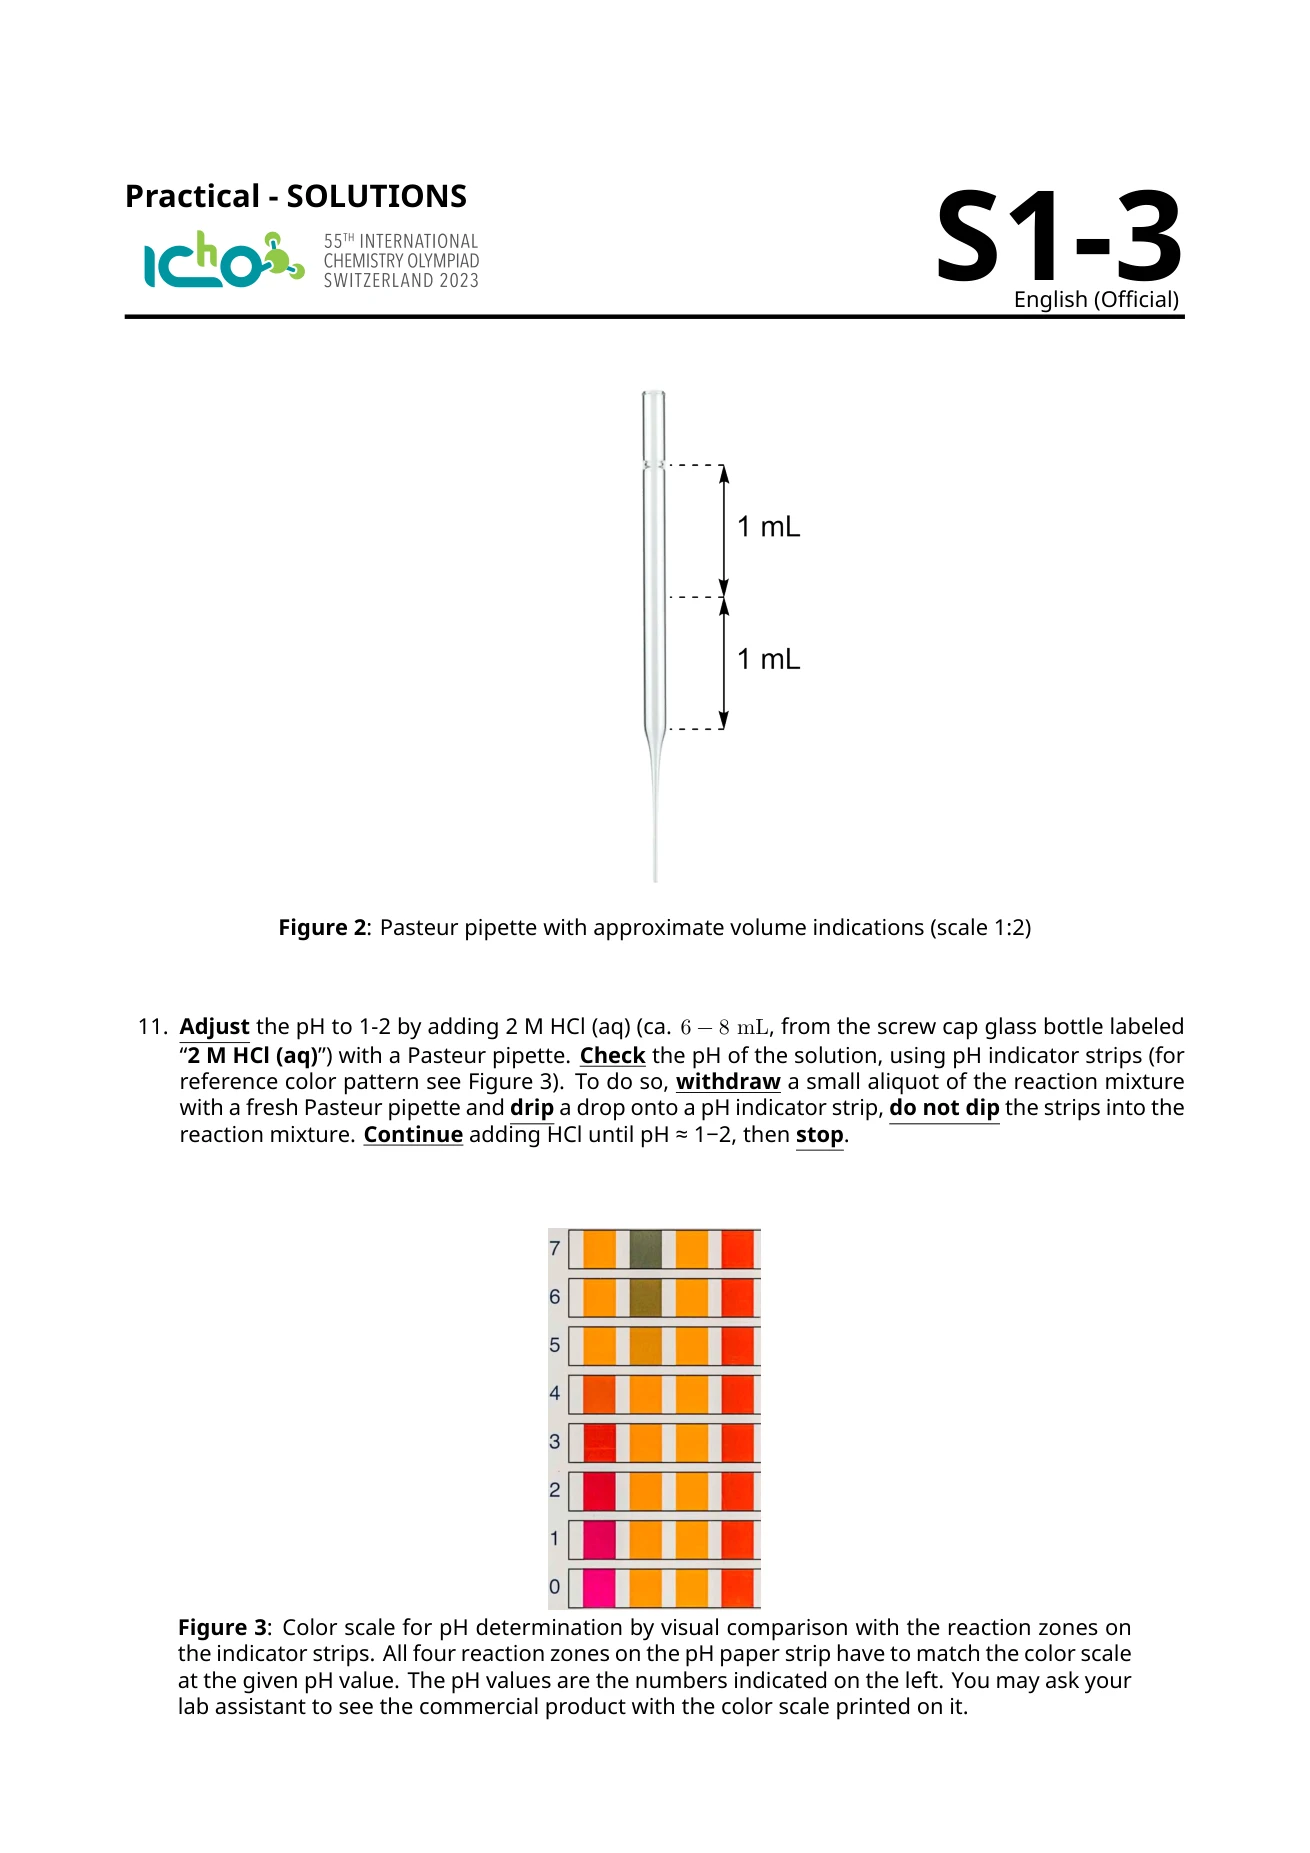 Practical - SOLUTIONS
IChO
55TH INTERNATIONAL
CHEMISTRY OLYMPIAD
SWITZERLAND 2023
S1-3
English (Official)
1 mL
1 mL
Figure 2: Pasteur pipette with approximate volume indications (scale 1:2)
11. Adjust the pH to 1-2 by adding 2 M HCl (aq) (ca. 6 – 8 mL, from the screw cap glass bottle labeled
“2 M HCl (aq)”) with a Pasteur pipette. Check the pH of the solution, using pH indicator strips (for
reference color pattern see Figure 3). To do so, withdraw a small aliquot of the reaction mixture
with a fresh Pasteur pipette and drip a drop onto a pH indicator strip, do not dip the strips into the
reaction mixture. Continue adding HCl until pH ≈ 1−2, then stop.
7
6
5
4
3
2
1
0
Figure 3: Color scale for pH determination by visual comparison with the reaction zones on
the indicator strips. All four reaction zones on the pH paper strip have to match the color scale
at the given pH value. The pH values are the numbers indicated on the left. You may ask your
lab assistant to see the commercial product with the color scale printed on it.